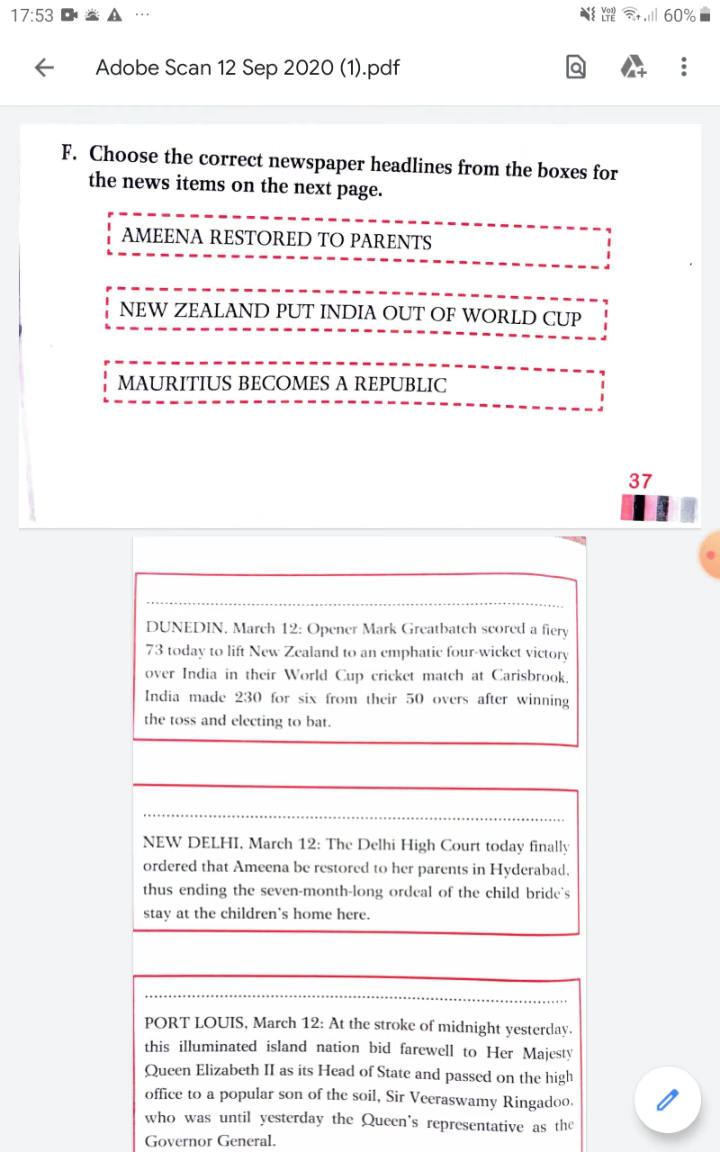 17:53
Vo)) LTE 60%
Adobe Scan 12 Sep 2020 (1).pdf
F. Choose the correct newspaper headlines from the boxes for
the news items on the next page.
AMEENA RESTORED TO PARENTS
NEW ZEALAND PUT INDIA OUT OF WORLD CUP
MAURITIUS BECOMES A REPUBLIC
37
DUNEDIN, March 12: Opener Mark Greatbatch scored a fiery
73 today to lift New Zealand to an emphatic four-wicket victory
over India in their World Cup cricket match at Carisbrook.
India made 230 for six from their 50 overs after winning
the toss and electing to bat.
NEW DELHI, March 12: The Delhi High Court today finally
ordered that Ameena be restored to her parents in Hyderabad,
thus ending the seven-month-long ordeal of the child bride's
stay at the children's home here.
PORT LOUIS, March 12: At the stroke of midnight yesterday,
this illuminated island nation bid farewell to Her Majesty
Queen Elizabeth II as its Head of State and passed on the high
office to a popular son of the soil, Sir Veeraswamy Ringadoo,
who was until yesterday the Queen's representative as the
Governor General.